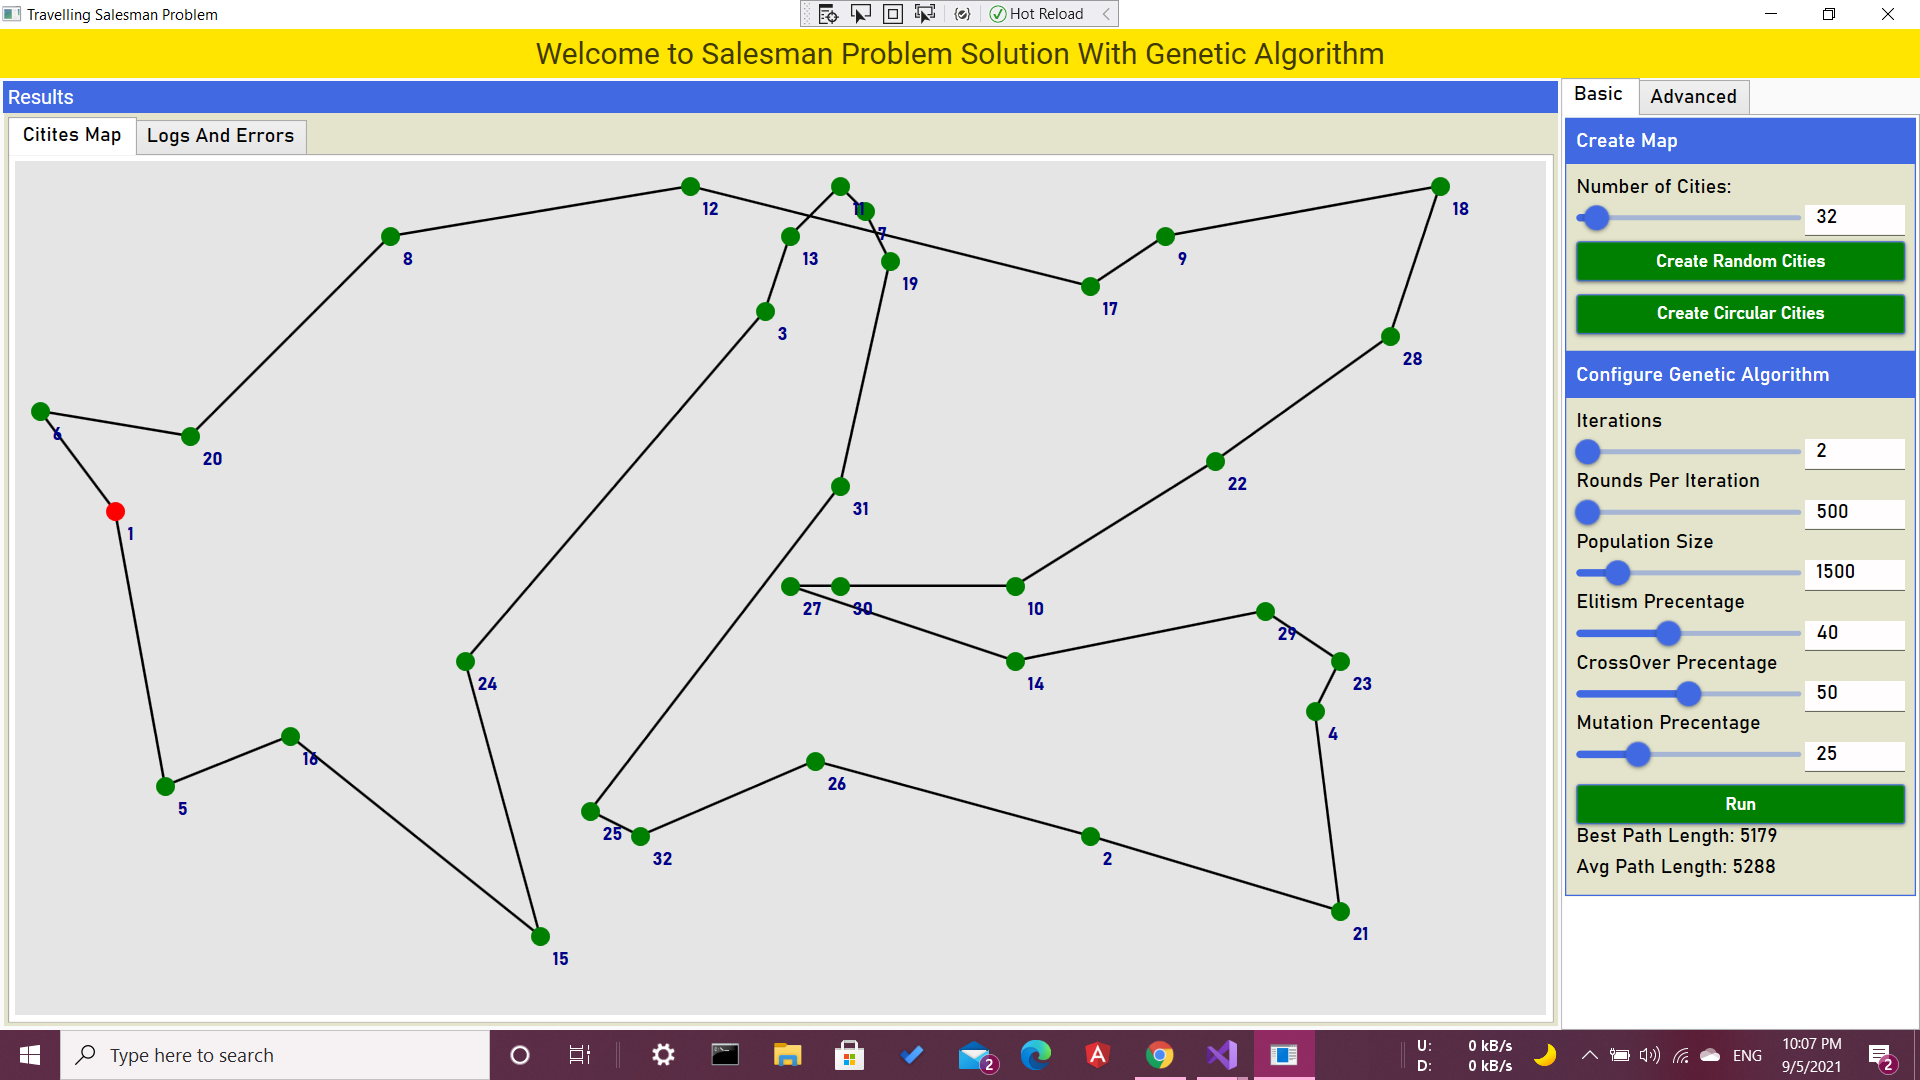 Travelling Salesman Problem
Hot Reload
Welcome to Salesman Problem Solution With Genetic Algorithm
Results
Citites Map
Logs And Errors
12
11
7
13
19
8
9
18
17
3
28
6
20
22
1
31
27
30
10
29
24
14
23
16
4
5
26
25
32
2
15
21
Basic
Advanced
Create Map
Number of Cities:
32
Create Random Cities
Create Circular Cities
Configure Genetic Algorithm
Iterations
2
Rounds Per Iteration
500
Population Size
1500
Elitism Precentage
40
CrossOver Precentage
50
Mutation Precentage
25
Run
Best Path Length: 5179
Avg Path Length: 5288
Type here to search
2
U: 0 kB/s
D: 0 kB/s
ENG
10:07 PM
9/5/2021
2